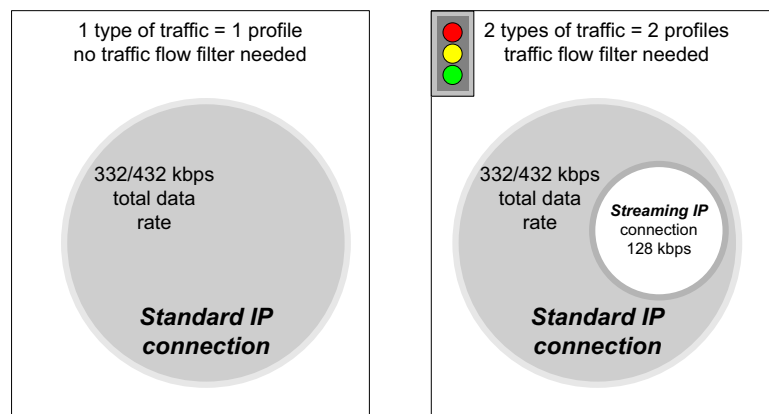 1 type of traffic = 1 profile
no traffic flow filter needed
332/432 kbps
total data
rate
Standard IP
connection
2 types of traffic = 2 profiles
traffic flow filter needed
332/432 kbps
total data
rate
Streaming IP
connection
128 kbps
Standard IP
connection